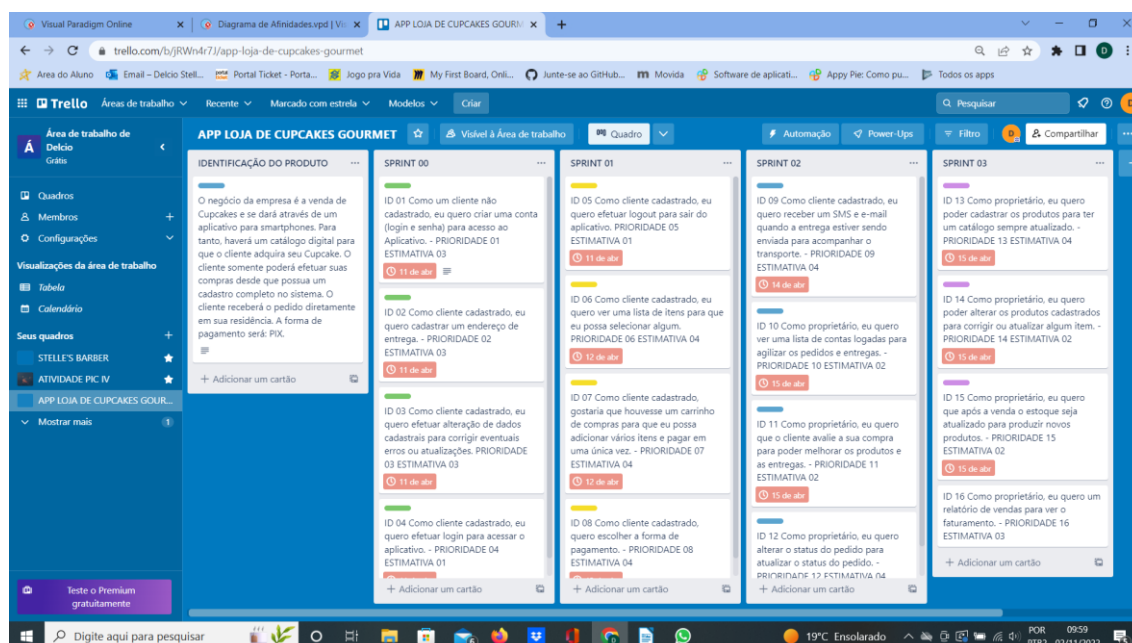 Visual Paradigm Online
Diagrama de Afinidades.vpd | Vis
APP LOJA DE CUPCAKES GOURM
trello.com/b/jRWn4r7J/app-loja-de-cupcakes-gourmet
Area do Aluno
Email – Delcio Stell...
Portal Ticket - Porta...
Jogo pra Vida
My First Board, Onli...
Junte-se ao GitHub...
Movida
Software de aplicati...
Appy Pie: Como pu...
Todos os apps
Trello
Áreas de trabalho
Recente
Marcado com estrela
Modelos
Criar
Pesquisar
Á
Área de trabalho de
Delcio
Grátis
APP LOJA DE CUPCAKES GOURMET
Visível à Área de trabalho
Quadro
Automação
Power-Ups
Filtro
D
Compartilhar
Quadros
Membros
Configurações
Visualizações da área de trabalho
Tabela
Calendário
Seus quadros
STELLE'S BARBER
ATIVIDADE PIC IV
APP LOJA DE CUPCAKES GOUR...
Mostrar mais
1
Teste o Premium
gratuitamente
IDENTIFICAÇÃO DO PRODUTO
O negócio da empresa é a venda de
Cupcakes e se dará através de um
aplicativo para smartphones. Para
tanto, haverá um catálogo digital para
que o cliente adquira seu Cupcake. O
cliente somente poderá efetuar suas
compras desde que possua um
cadastro completo no sistema. O
cliente receberá o pedido diretamente
em sua residência. A forma de
pagamento será: PIX.
+ Adicionar um cartão
SPRINT 00
ID 01 Como um cliente não
cadastrado, eu quero criar uma conta
(login e senha) para acesso ao
Aplicativo. - PRIORIDADE 01
ESTIMATIVA 03
11 de abr
ID 02 Como cliente cadastrado, eu
quero cadastrar um endereço de
entrega. - PRIORIDADE 02
ESTIMATIVA 03
11 de abr
ID 03 Como cliente cadastrado, eu
quero efetuar alteração de dados
cadastrais para corrigir eventuais
erros ou atualizações. PRIORIDADE
03 ESTIMATIVA 03
11 de abr
ID 04 Como cliente cadastrado, eu
quero efetuar login para acessar o
aplicativo. - PRIORIDADE 04
ESTIMATIVA 01
+ Adicionar um cartão
SPRINT 01
ID 05 Como cliente cadastrado, eu
quero efetuar logout para sair do
aplicativo. PRIORIDADE 05
ESTIMATIVA 01
11 de abr
ID 06 Como cliente cadastrado, eu
quero ver uma lista de itens para que
eu possa selecionar algum.
PRIORIDADE 06 ESTIMATIVA 04
12 de abr
ID 07 Como cliente cadastrado,
gostaria que houvesse um carrinho
de compras para que eu possa
adicionar vários itens e pagar em
uma única vez. - PRIORIDADE 07
ESTIMATIVA 04
12 de abr
ID 08 Como cliente cadastrado,
quero escolher a forma de
pagamento. - PRIORIDADE 08
ESTIMATIVA 04
+ Adicionar um cartão
SPRINT 02
ID 09 Como cliente cadastrado, eu
quero receber um SMS e e-mail
quando a entrega estiver sendo
enviada para acompanhar o
transporte. - PRIORIDADE 09
ESTIMATIVA 04
14 de abr
ID 10 Como proprietário, eu quero
ver uma lista de contas logadas para
agilizar os pedidos e entregas. -
PRIORIDADE 10 ESTIMATIVA 02
15 de abr
ID 11 Como proprietário, eu quero
que o cliente avalie a sua compra
para poder melhorar os produtos e
as entregas. - PRIORIDADE 11
ESTIMATIVA 02
15 de abr
ID 12 Como proprietário, eu quero
alterar o status do pedido para
atualizar o status do pedido. -
PRIORIDADE 12 ESTIMATIVA 04
+ Adicionar um cartão
SPRINT 03
ID 13 Como proprietário, eu quero
poder cadastrar os produtos para ter
um catálogo sempre atualizado. -
PRIORIDADE 13 ESTIMATIVA 04
15 de abr
ID 14 Como proprietário, eu quero
poder alterar os produtos cadastrados
para corrigir ou atualizar algum item. -
PRIORIDADE 14 ESTIMATIVA 02
15 de abr
ID 15 Como proprietário, eu quero
que após a venda o estoque seja
atualizado para produzir novos
produtos. - PRIORIDADE 15
ESTIMATIVA 02
15 de abr
ID 16 Como proprietário, eu quero um
relatório de vendas para ver o
faturamento. - PRIORIDADE 16
ESTIMATIVA 03
+ Adicionar um cartão
Digite aqui para pesquisar
19°C Ensolarado
POR
PTB2
09:59
02/11/2022